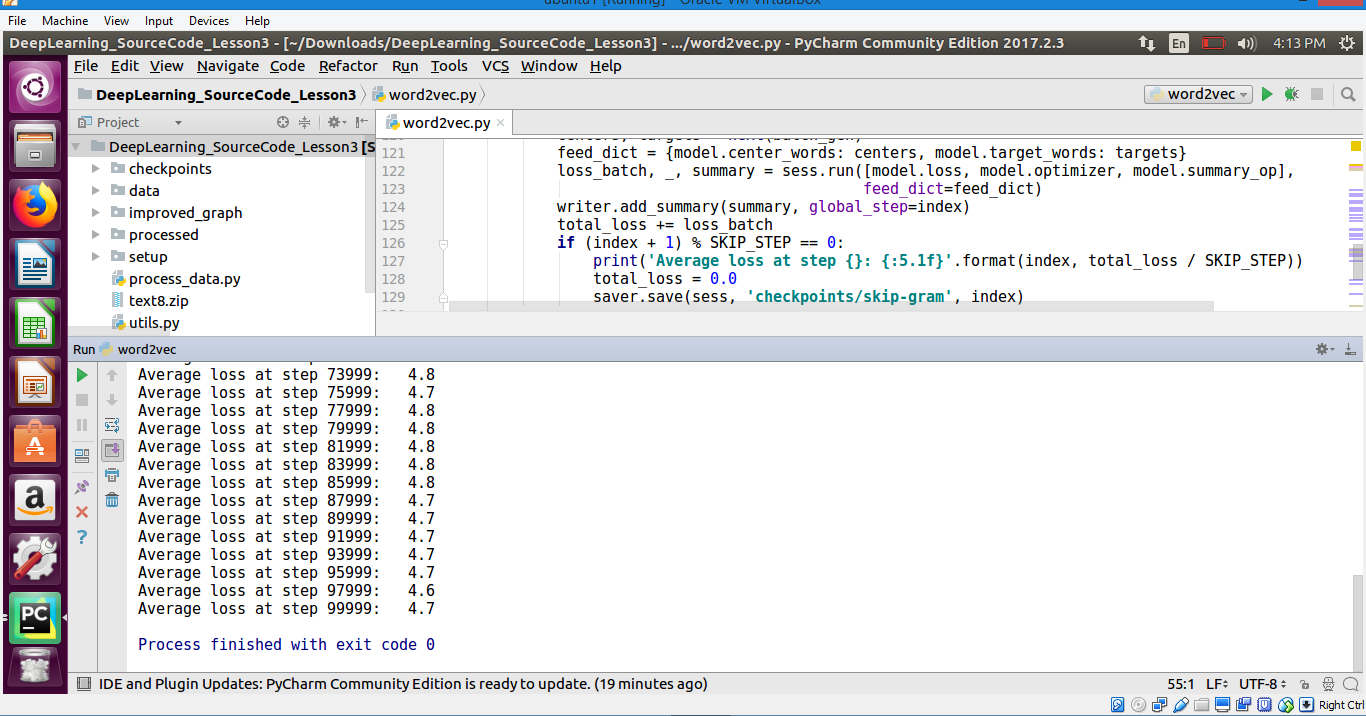 ubuntu1 [Running] - Oracle VM VirtualBox
File Machine View Input Devices Help
DeepLearning_SourceCode_Lesson3 - [~/Downloads/DeepLearning_SourceCode_Lesson3] - .../word2vec.py - PyCharm Community Edition 2017.2.3
En
4:13 PM
File Edit View Navigate Code Refactor Run Tools VCS Window Help
DeepLearning_SourceCode_Lesson3 word2vec.py
word2vec
Project
word2vec.py
DeepLearning_SourceCode_Lesson3 [S
checkpoints
data
improved_graph
processed
setup
process_data.py
text8.zip
utils.py
121 feed_dict = {model.center_words: centers, model.target_words: targets}
122 loss_batch, _, summary = sess.run([model.loss, model.optimizer, model.summary_op],
123 feed_dict=feed_dict)
124 writer.add_summary(summary, global_step=index)
125 total_loss += loss_batch
126 if (index + 1) % SKIP_STEP == 0:
127 print('Average loss at step {}: {:5.1f}'.format(index, total_loss / SKIP_STEP))
128 total_loss = 0.0
129 saver.save(sess, 'checkpoints/skip-gram', index)
Run word2vec
Average loss at step 73999: 4.8
Average loss at step 75999: 4.7
Average loss at step 77999: 4.8
Average loss at step 79999: 4.8
Average loss at step 81999: 4.8
Average loss at step 83999: 4.8
Average loss at step 85999: 4.8
Average loss at step 87999: 4.7
Average loss at step 89999: 4.7
Average loss at step 91999: 4.7
Average loss at step 93999: 4.7
Average loss at step 95999: 4.7
Average loss at step 97999: 4.6
Average loss at step 99999: 4.7
Process finished with exit code 0
PC
IDE and Plugin Updates: PyCharm Community Edition is ready to update. (19 minutes ago)
55:1 LF UTF-8
Right Ctrl